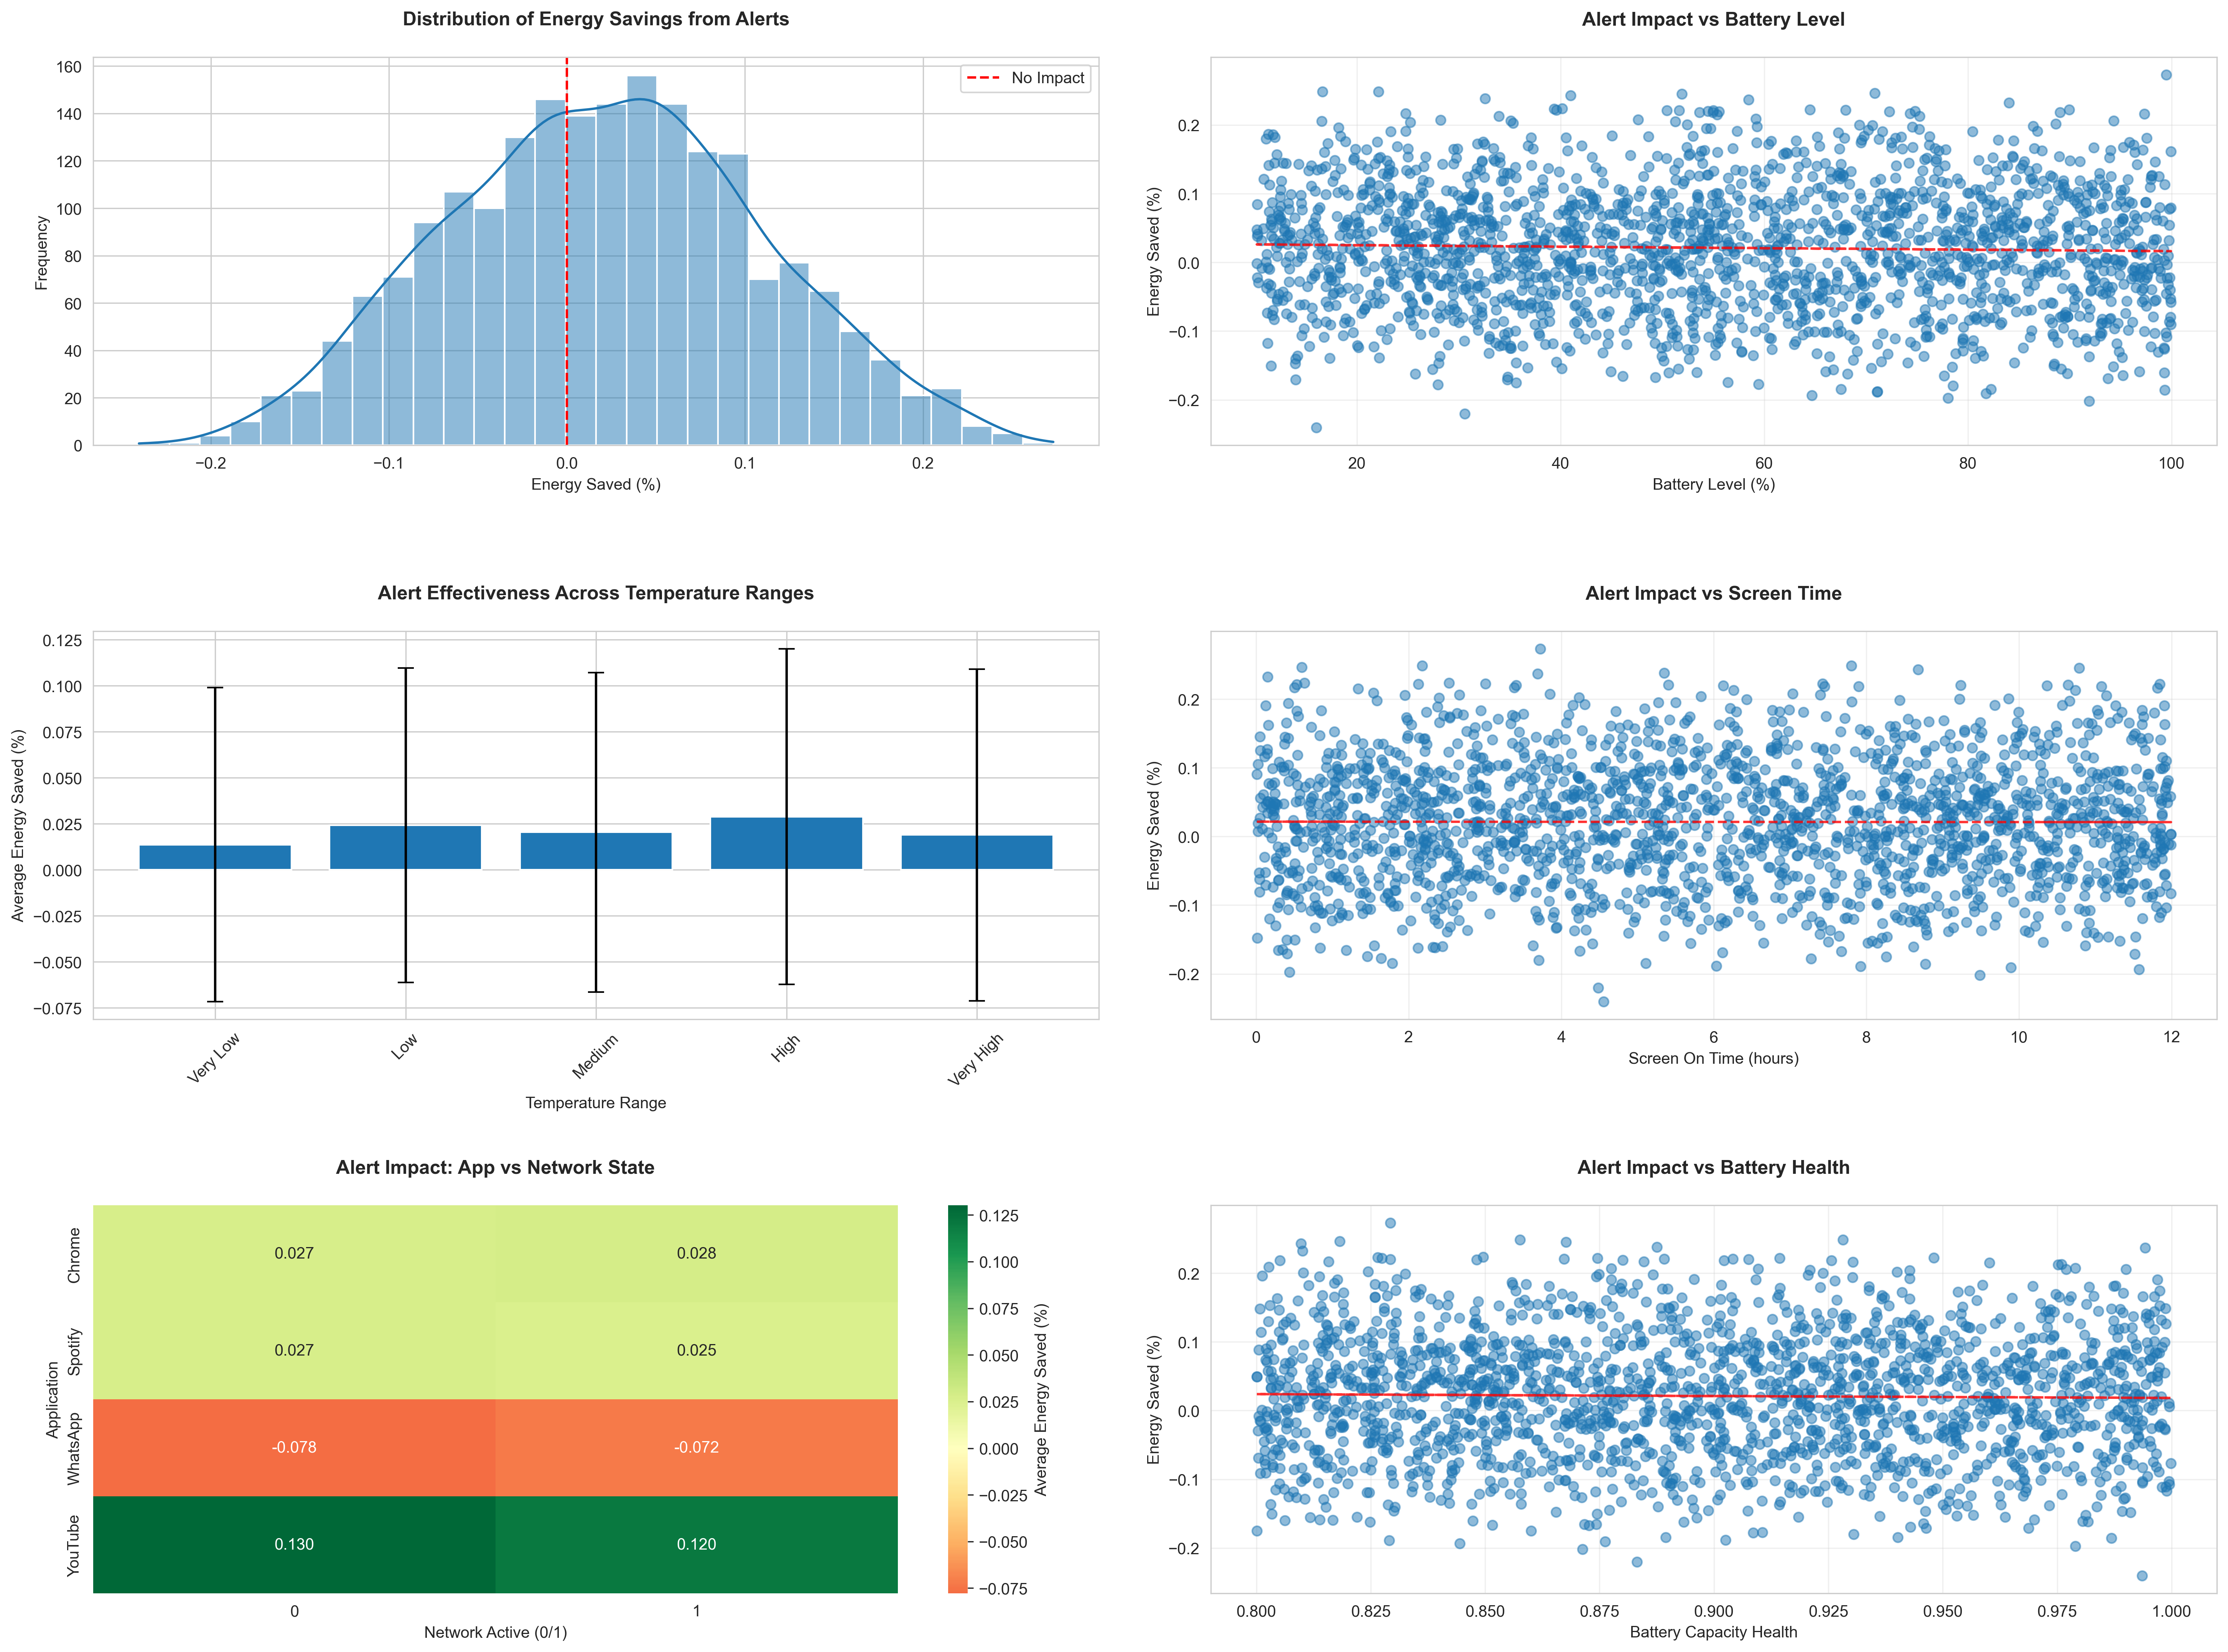 Distribution of Energy Savings from Alerts
160
140
120
100
80
60
40
20
0
Frequency
No Impact
−0.2
−0.1
0.0
0.1
0.2
Energy Saved (%)
Alert Impact vs Battery Level
0.2
0.1
0.0
−0.1
−0.2
Energy Saved (%)
20
40
60
80
100
Battery Level (%)
Alert Effectiveness Across Temperature Ranges
0.125
0.100
0.075
0.050
0.025
0.000
−0.025
−0.050
−0.075
Average Energy Saved (%)
Very Low
Low
Medium
High
Very High
Temperature Range
Alert Impact vs Screen Time
0.2
0.1
0.0
−0.1
−0.2
Energy Saved (%)
0
2
4
6
8
10
12
Screen On Time (hours)
Alert Impact: App vs Network State
Application
Chrome
0.027
0.028
Spotify
0.027
0.025
WhatsApp
-0.078
-0.072
YouTube
0.130
0.120
0
1
Network Active (0/1)
0.125
0.100
0.075
0.050
0.025
0.000
−0.025
−0.050
−0.075
Average Energy Saved (%)
Alert Impact vs Battery Health
0.2
0.1
0.0
−0.1
−0.2
Energy Saved (%)
0.800
0.825
0.850
0.875
0.900
0.925
0.950
0.975
1.000
Battery Capacity Health